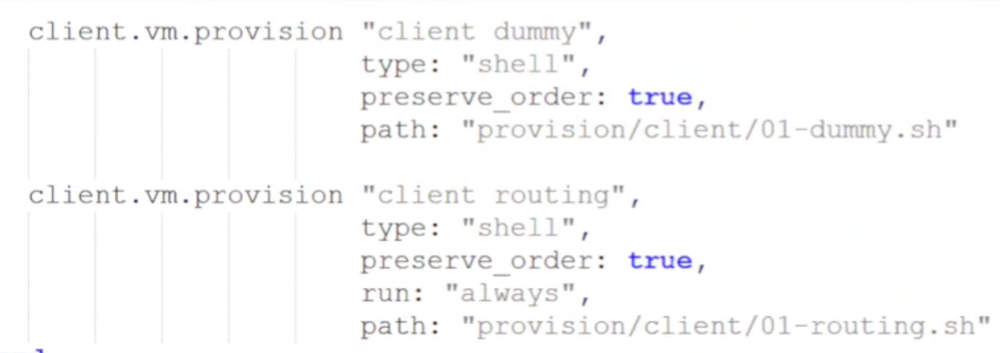 client.vm.provision "client dummy",
type: "shell",
preserve_order: true,
path: "provision/client/01-dummy.sh"
client.vm.provision "client routing",
type: "shell",
preserve_order: true,
run: "always",
path: "provision/client/01-routing.sh"